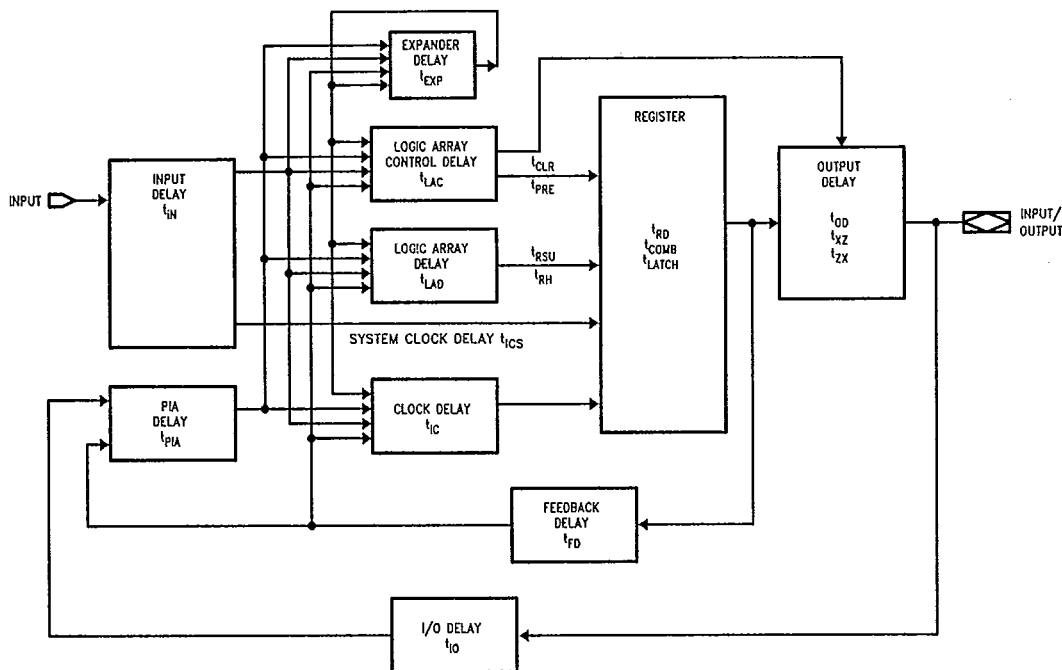 EXPANDER
DELAY
tEXP
LOGIC ARRAY
CONTROL DELAY
tLAC
tCLR
tPRE
REGISTER
tRD
tCOMB
tLATCH
OUTPUT
DELAY
tOD
tXZ
tZX
INPUT/
OUTPUT
INPUT
INPUT
DELAY
tIN
LOGIC ARRAY
DELAY
tLAD
tRSU
tRH
SYSTEM CLOCK DELAY tICS
PIA
DELAY
tPIA
CLOCK DELAY
tIC
FEEDBACK
DELAY
tFD
I/O DELAY
tIO